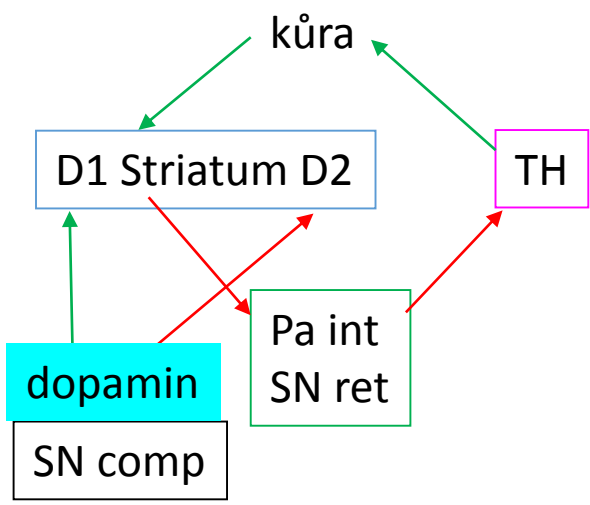 kůra
D1 Striatum D2
TH
Pa int
SN ret
dopamin
SN comp